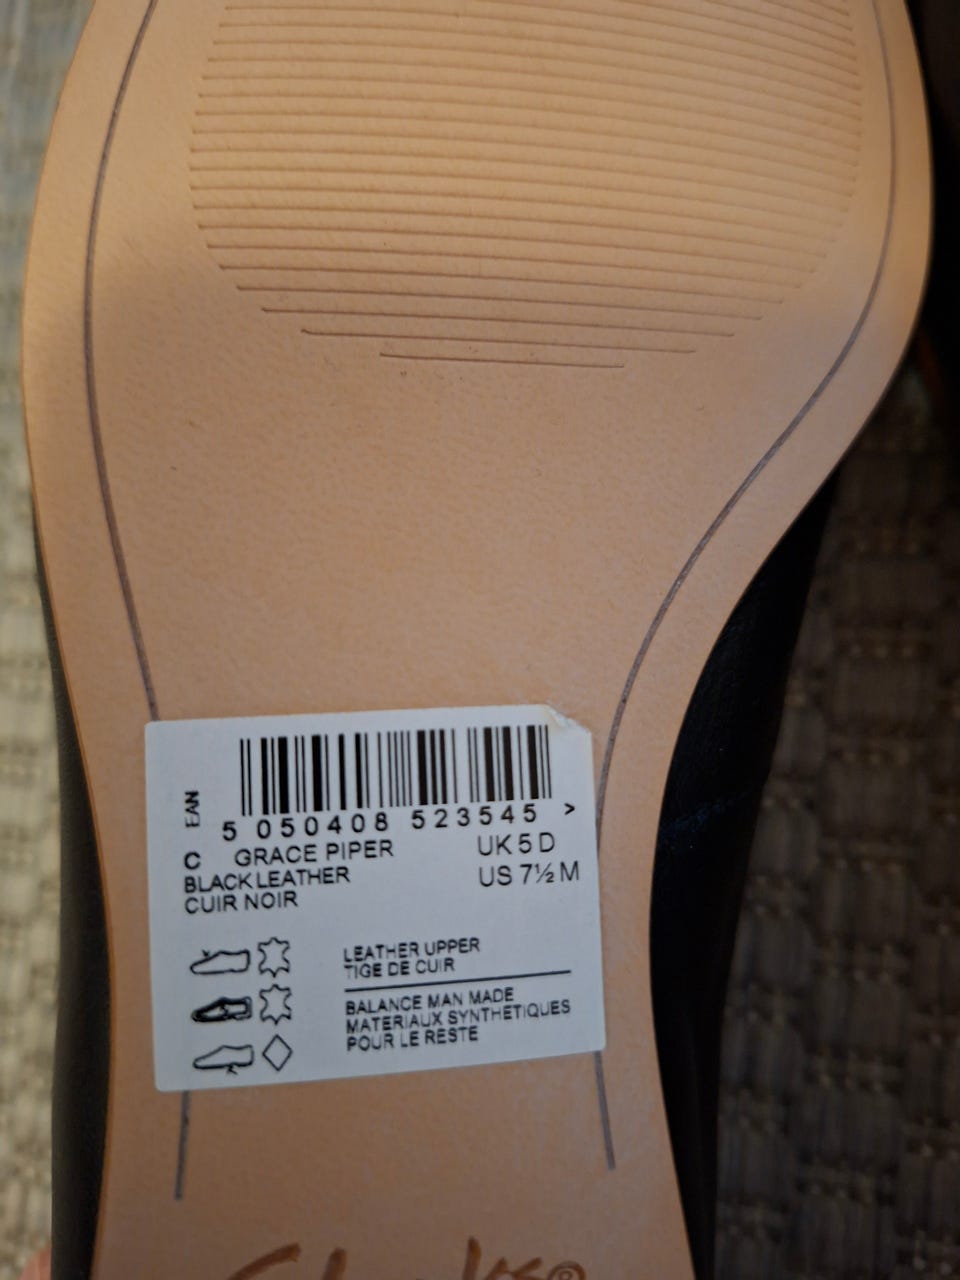 EAN
5 050408 523545 >
C GRACE PIPER UK 5 D
BLACK LEATHER US 7½ M
CUIR NOIR
LEATHER UPPER
TIGE DE CUIR
BALANCE MAN MADE
MATERIAUX SYNTHETIQUES
POUR LE RESTE
Clarks®